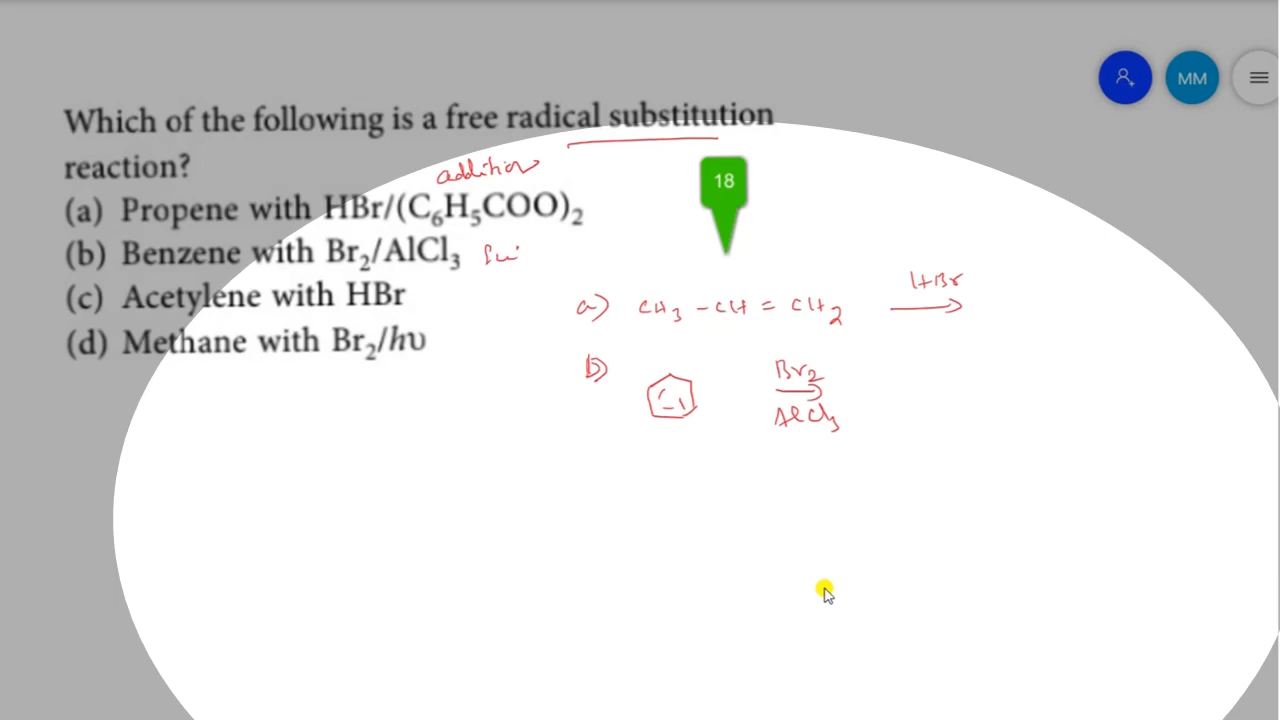 MM
Which of the following is a free radical substitution
reaction?
addition
(a) Propene with HBr/(C₆H₅COO)₂
18
(b) Benzene with Br₂/AlCl₃
(c) Acetylene with HBr
(d) Methane with Br₂/hυ
a) CH₃ – CH = CH₂ HBr
b) Br₂
AlCl₃